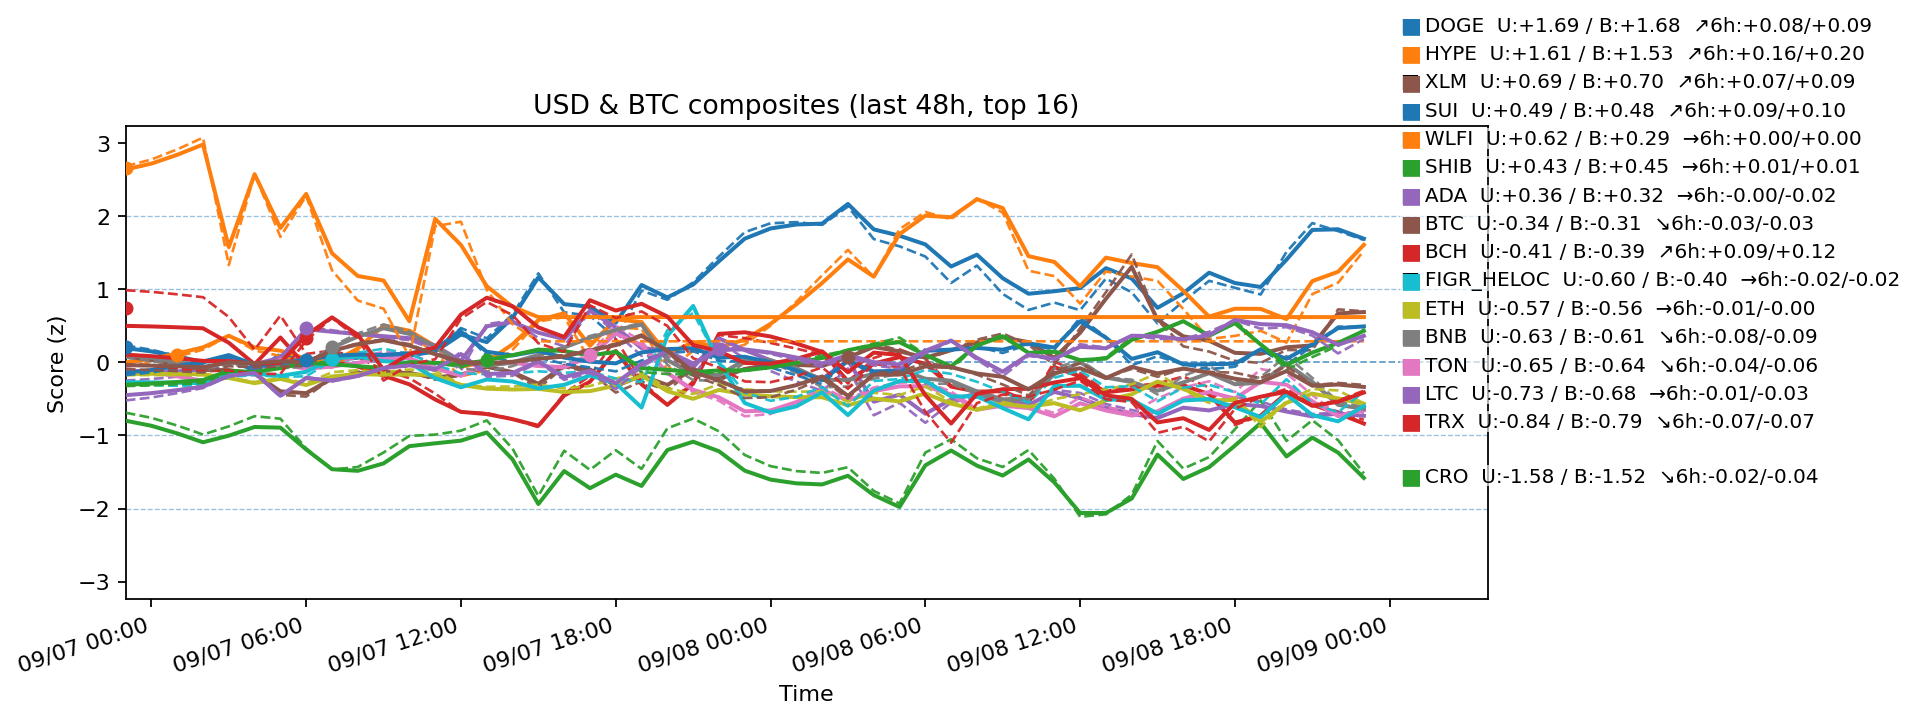 DOGE U:+1.69 / B:+1.68 ↗6h:+0.08/+0.09
HYPE U:+1.61 / B:+1.53 ↗6h:+0.16/+0.20
XLM U:+0.69 / B:+0.70 ↗6h:+0.07/+0.09
USD & BTC composites (last 48h, top 16)
SUI U:+0.49 / B:+0.48 ↗6h:+0.09/+0.10
WLFI U:+0.62 / B:+0.29 →6h:+0.00/+0.00
SHIB U:+0.43 / B:+0.45 →6h:+0.01/+0.01
ADA U:+0.36 / B:+0.32 →6h:-0.00/-0.02
BTC U:-0.34 / B:-0.31 ↘6h:-0.03/-0.03
BCH U:-0.41 / B:-0.39 ↗6h:+0.09/+0.12
FIGR_HELOC U:-0.60 / B:-0.40 →6h:-0.02/-0.02
ETH U:-0.57 / B:-0.56 →6h:-0.01/-0.00
BNB U:-0.63 / B:-0.61 ↘6h:-0.08/-0.09
TON U:-0.65 / B:-0.64 ↘6h:-0.04/-0.06
LTC U:-0.73 / B:-0.68 →6h:-0.01/-0.03
TRX U:-0.84 / B:-0.79 ↘6h:-0.07/-0.07
CRO U:-1.58 / B:-1.52 ↘6h:-0.02/-0.04
Score (z)
3
2
1
0
−1
−2
−3
09/07 00:00
09/07 06:00
09/07 12:00
09/07 18:00
09/08 00:00
09/08 06:00
09/08 12:00
09/08 18:00
09/09 00:00
Time